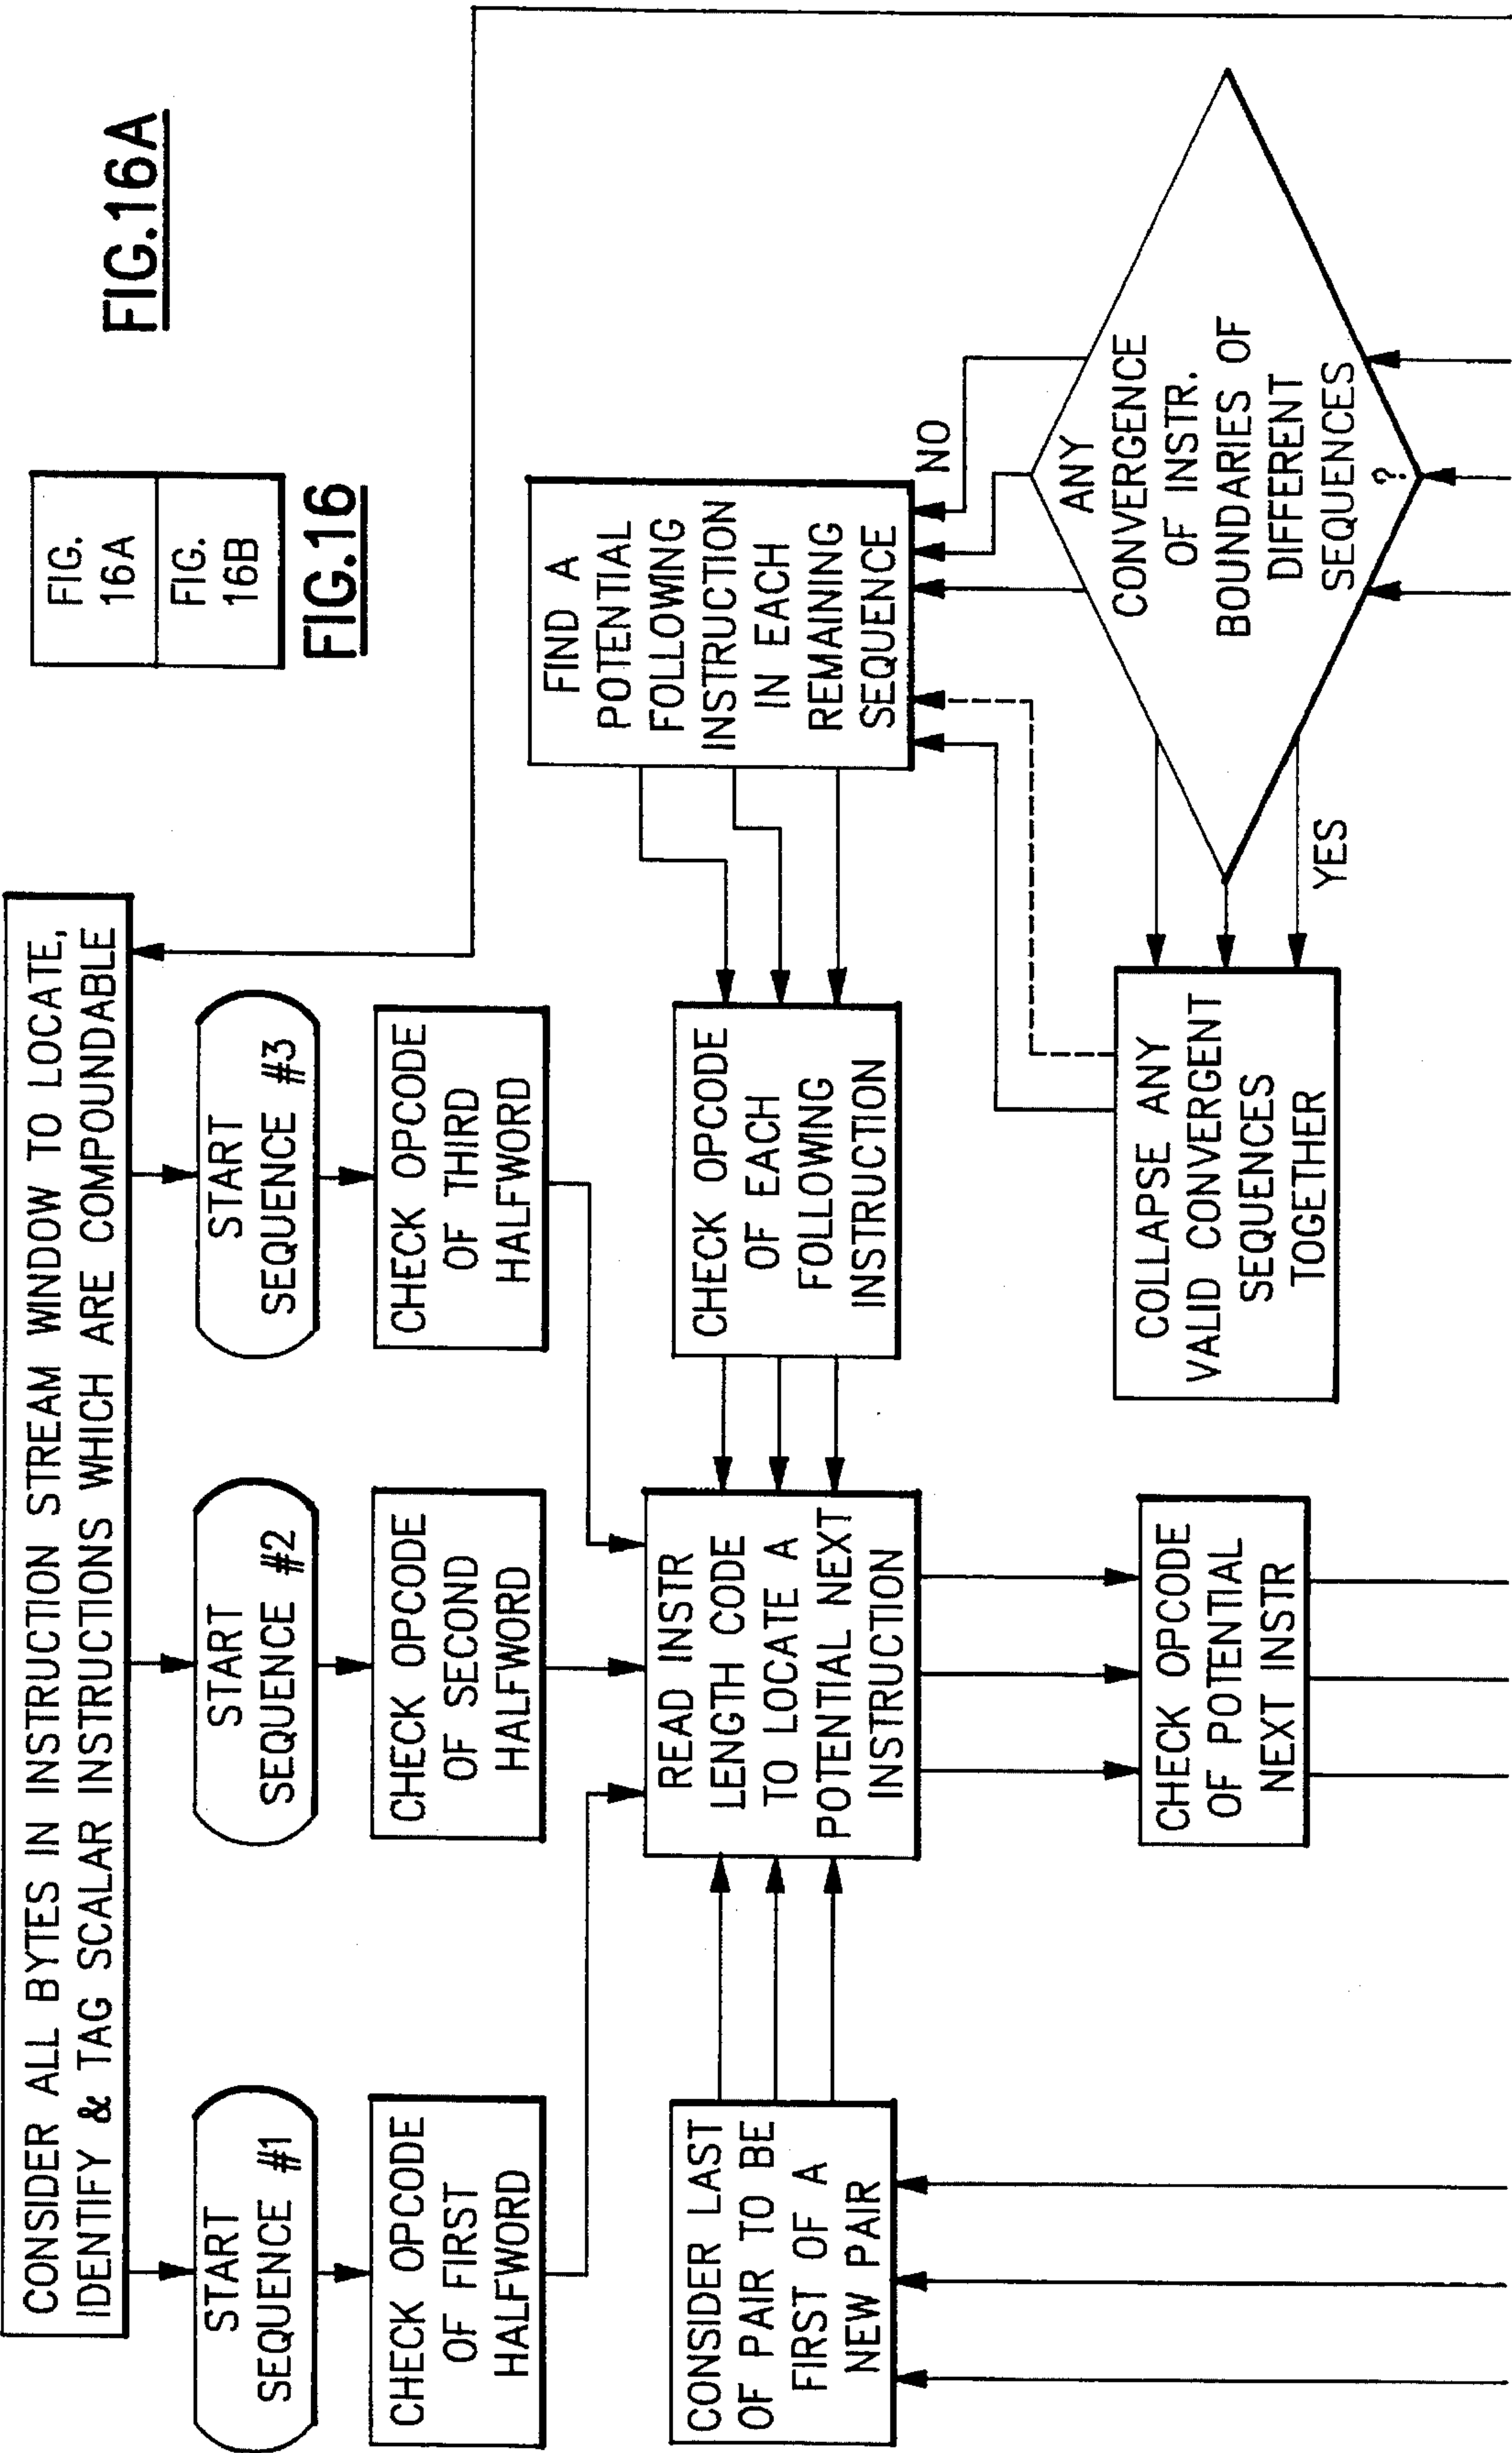 FIG.16A
FIG.
16A
FIG.
16B
FIG.16
CONSIDER ALL BYTES IN INSTRUCTION STREAM WINDOW TO LOCATE,
IDENTIFY & TAG SCALAR INSTRUCTIONS WHICH ARE COMPOUNDABLE
START
SEQUENCE #1
START
SEQUENCE #2
START
SEQUENCE #3
CHECK OPCODE
OF FIRST
HALFWORD
CHECK OPCODE
OF SECOND
HALFWORD
CHECK OPCODE
OF THIRD
HALFWORD
CONSIDER LAST
OF PAIR TO BE
FIRST OF A
NEW PAIR
READ INSTR
LENGTH CODE
TO LOCATE A
POTENTIAL NEXT
INSTRUCTION
CHECK OPCODE
OF EACH
FOLLOWING
INSTRUCTION
FIND A
POTENTIAL
FOLLOWING
INSTRUCTION
IN EACH
REMAINING
SEQUENCE
NO
CHECK OPCODE
OF POTENTIAL
NEXT INSTR
COLLAPSE ANY
VALID CONVERGENT
SEQUENCES
TOGETHER
YES
ANY
CONVERGENCE
OF INSTR.
BOUNDARIES OF
DIFFERENT
SEQUENCES
?